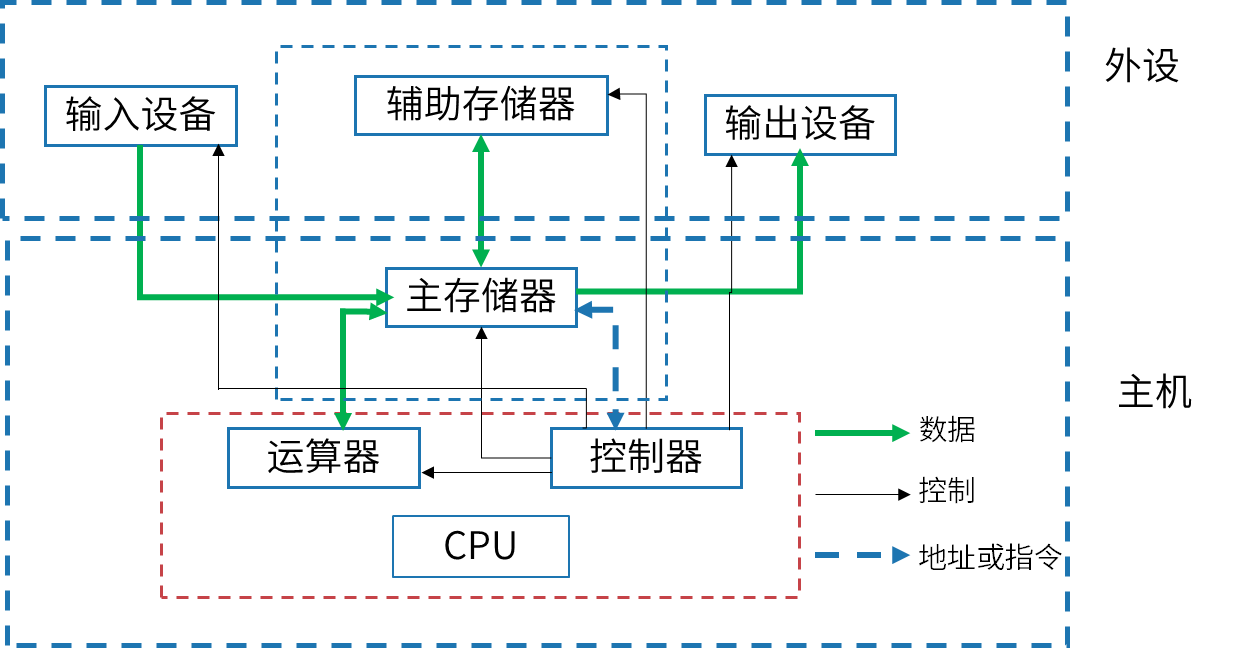 外设
输入设备
辅助存储器
输出设备
主存储器
主机
运算器
控制器
CPU
数据
控制
地址或指令